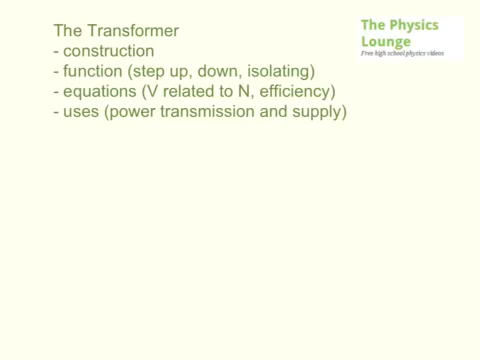 The Transformer
- construction
- function (step up, down, isolating)
- equations (V related to N, efficiency)
- uses (power transmission and supply)
The Physics
Lounge
Free high school physics videos